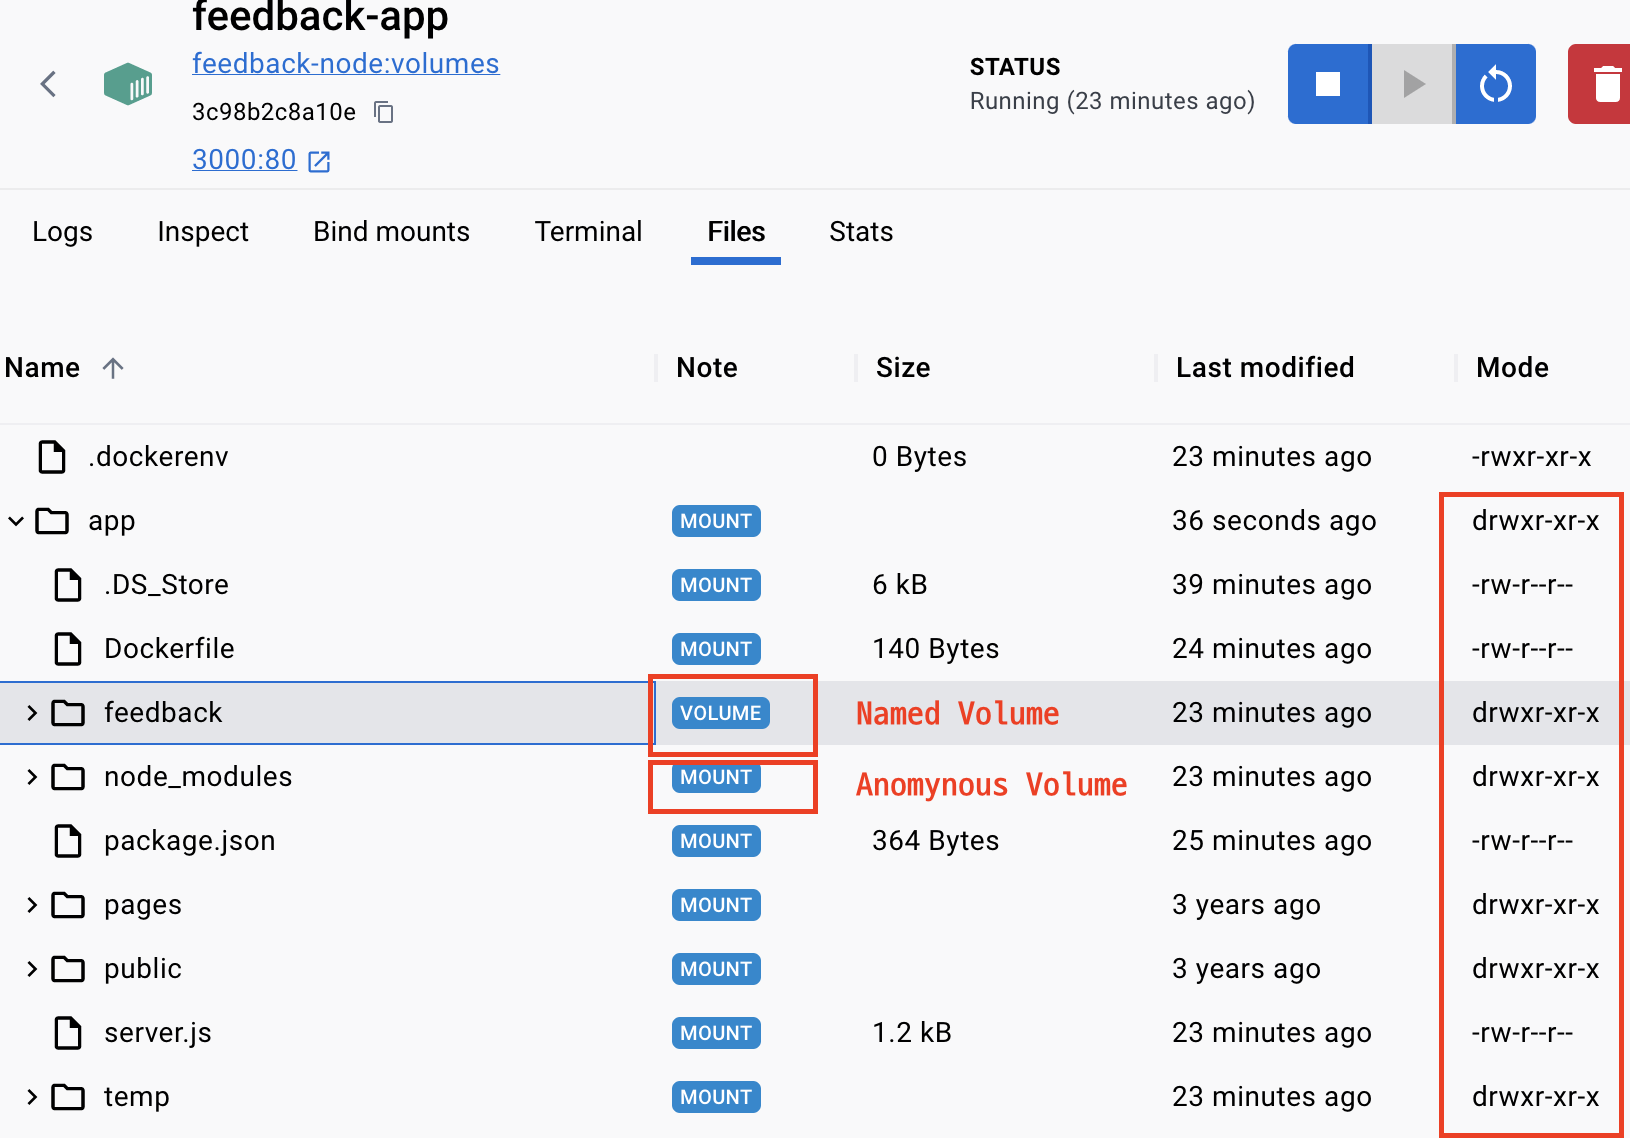 feedback-app
feedback-node:volumes
3c98b2c8a10e
3000:80
STATUS
Running (23 minutes ago)
Logs Inspect Bind mounts Terminal Files Stats
Name Note Size Last modified Mode
.dockerenv 0 Bytes 23 minutes ago -rwxr-xr-x
app MOUNT 36 seconds ago drwxr-xr-x
.DS_Store MOUNT 6 kB 39 minutes ago -rw-r--r--
Dockerfile MOUNT 140 Bytes 24 minutes ago -rw-r--r--
feedback VOLUME Named Volume 23 minutes ago drwxr-xr-x
node_modules MOUNT Anomynous Volume 23 minutes ago drwxr-xr-x
package.json MOUNT 364 Bytes 25 minutes ago -rw-r--r--
pages MOUNT 3 years ago drwxr-xr-x
public MOUNT 3 years ago drwxr-xr-x
server.js MOUNT 1.2 kB 23 minutes ago -rw-r--r--
temp MOUNT 23 minutes ago drwxr-xr-x